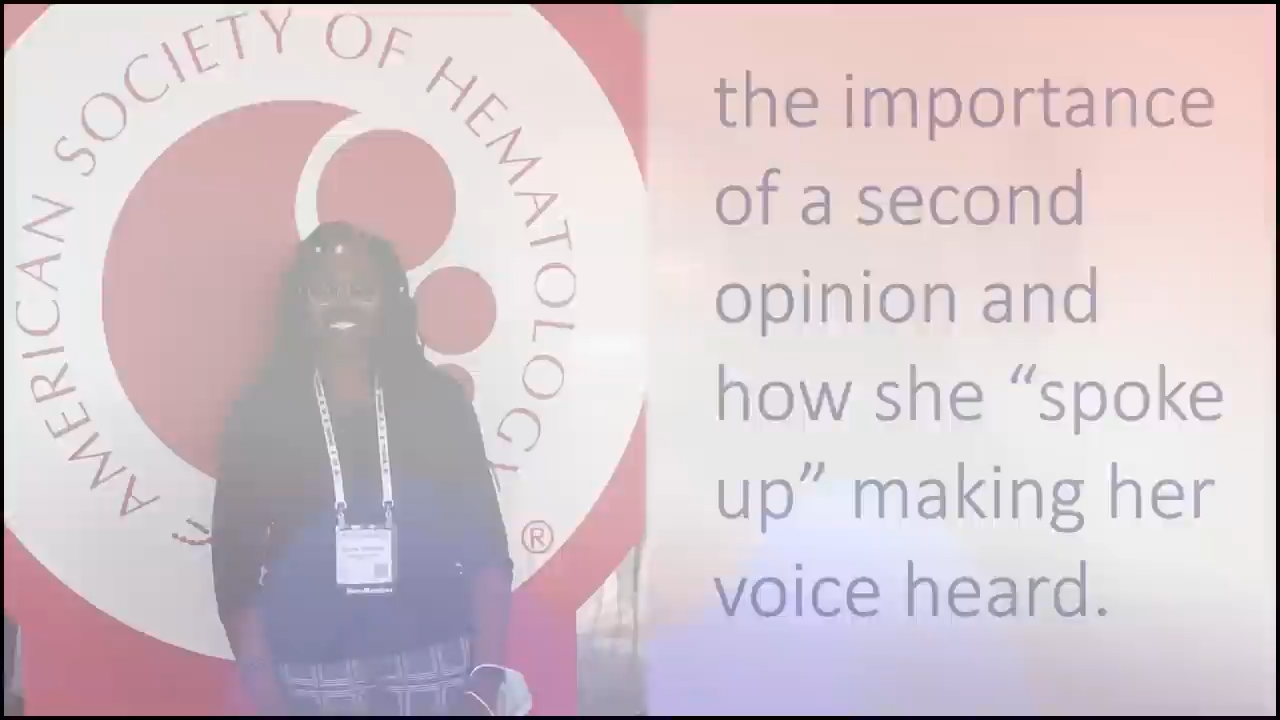 AMERICAN SOCIETY OF HEMATOLOGY
®
the importance
of a second
opinion and
how she “spoke
up” making her
voice heard.